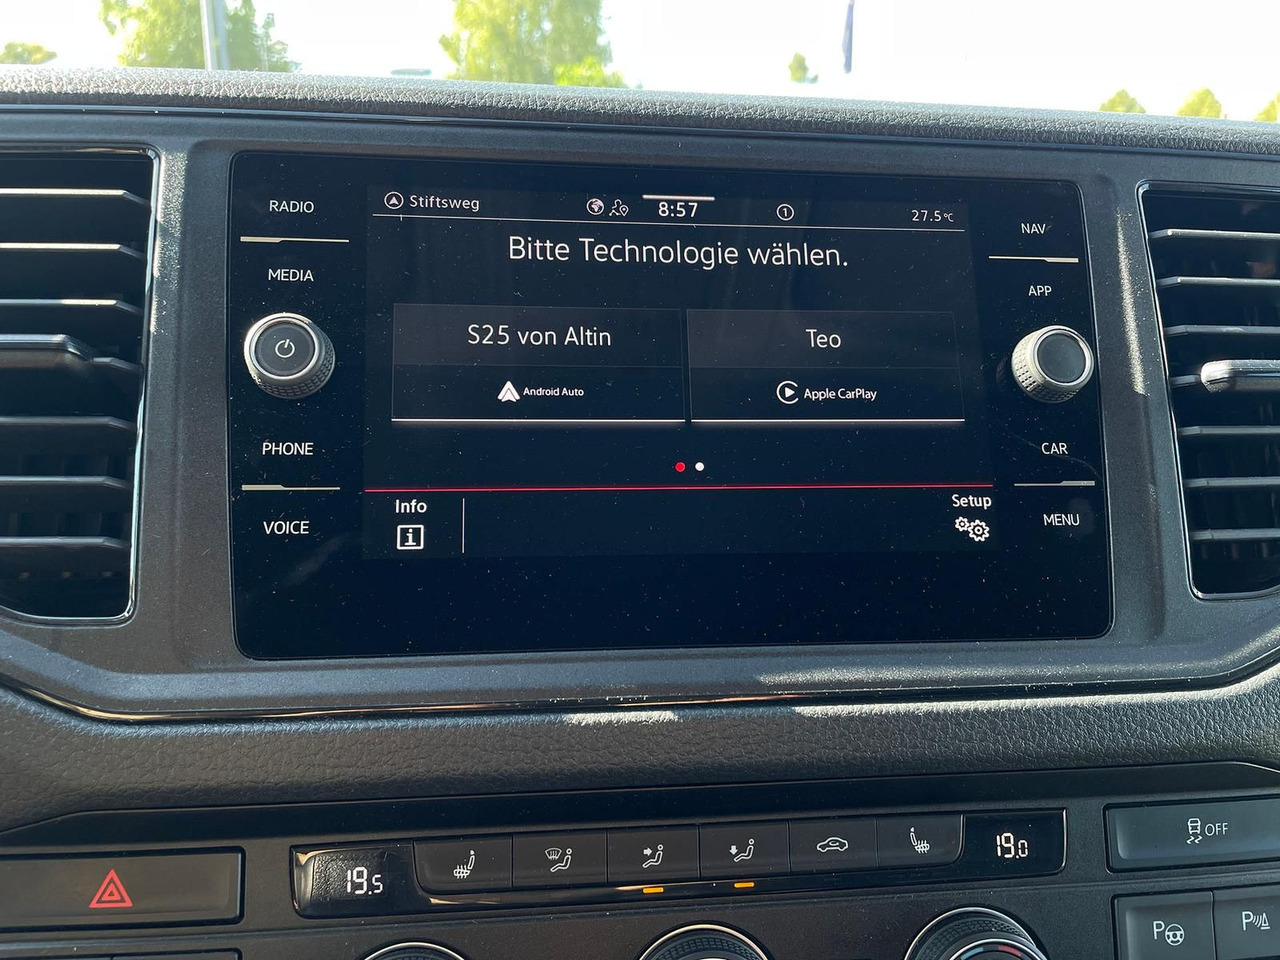 RADIO
MEDIA
PHONE
VOICE
Stiftsweg
8:57
1
27.5°C
Bitte Technologie wählen.
S25 von Altin
Android Auto
Teo
Apple CarPlay
Info
i
Setup
NAV
APP
CAR
MENU
19.5
19.0
OFF
P
P